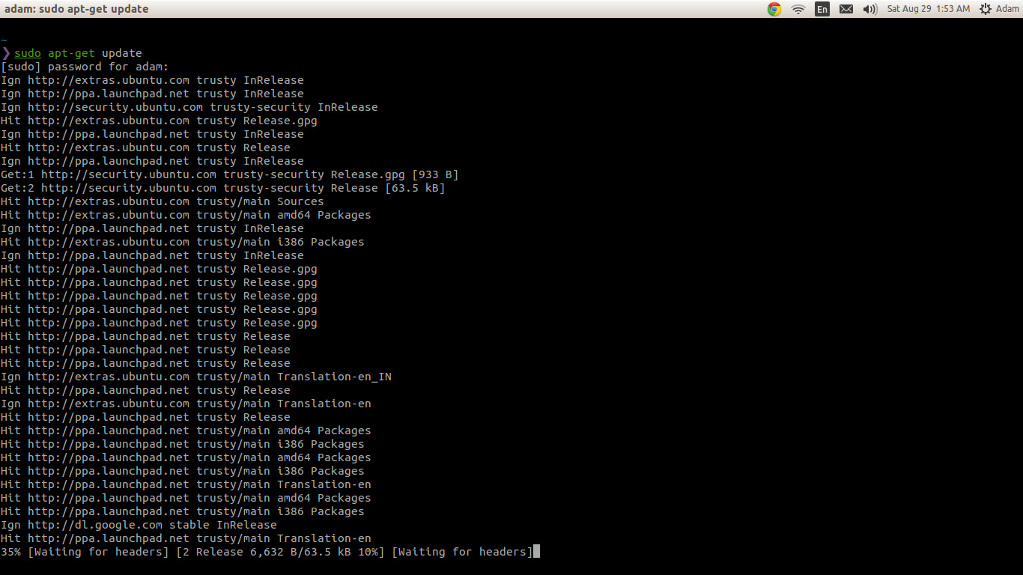 adam: sudo apt-get update
En
Sat Aug 29 1:53 AM
Adam
~
❯ sudo apt-get update
[sudo] password for adam:
Ign http://extras.ubuntu.com trusty InRelease
Ign http://ppa.launchpad.net trusty InRelease
Ign http://security.ubuntu.com trusty-security InRelease
Hit http://extras.ubuntu.com trusty Release.gpg
Ign http://ppa.launchpad.net trusty InRelease
Hit http://extras.ubuntu.com trusty Release
Ign http://ppa.launchpad.net trusty InRelease
Get:1 http://security.ubuntu.com trusty-security Release.gpg [933 B]
Get:2 http://security.ubuntu.com trusty-security Release [63.5 kB]
Hit http://extras.ubuntu.com trusty/main Sources
Hit http://extras.ubuntu.com trusty/main amd64 Packages
Ign http://ppa.launchpad.net trusty InRelease
Hit http://extras.ubuntu.com trusty/main i386 Packages
Ign http://ppa.launchpad.net trusty InRelease
Hit http://ppa.launchpad.net trusty Release.gpg
Hit http://ppa.launchpad.net trusty Release.gpg
Hit http://ppa.launchpad.net trusty Release.gpg
Hit http://ppa.launchpad.net trusty Release.gpg
Hit http://ppa.launchpad.net trusty Release.gpg
Hit http://ppa.launchpad.net trusty Release
Hit http://ppa.launchpad.net trusty Release
Hit http://ppa.launchpad.net trusty Release
Ign http://extras.ubuntu.com trusty/main Translation-en_IN
Hit http://ppa.launchpad.net trusty Release
Ign http://extras.ubuntu.com trusty/main Translation-en
Hit http://ppa.launchpad.net trusty Release
Hit http://ppa.launchpad.net trusty/main amd64 Packages
Hit http://ppa.launchpad.net trusty/main i386 Packages
Hit http://ppa.launchpad.net trusty/main amd64 Packages
Hit http://ppa.launchpad.net trusty/main i386 Packages
Hit http://ppa.launchpad.net trusty/main Translation-en
Hit http://ppa.launchpad.net trusty/main amd64 Packages
Hit http://ppa.launchpad.net trusty/main i386 Packages
Ign http://dl.google.com stable InRelease
Hit http://ppa.launchpad.net trusty/main Translation-en
35% [Waiting for headers] [2 Release 6,632 B/63.5 kB 10%] [Waiting for headers]